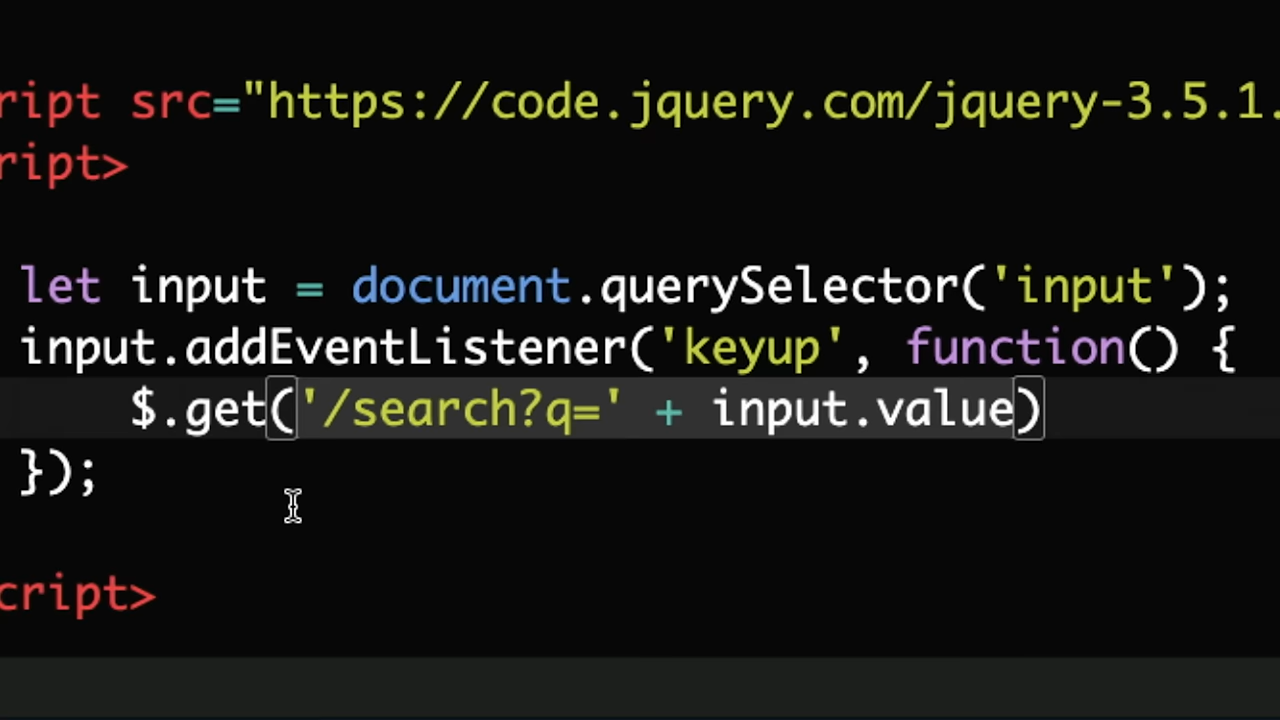 ript src="https://code.jquery.com/jquery-3.5.1.
ript>
let input = document.querySelector('input');
input.addEventListener('keyup', function() {
$.get('/search?q=' + input.value)
});
cript>